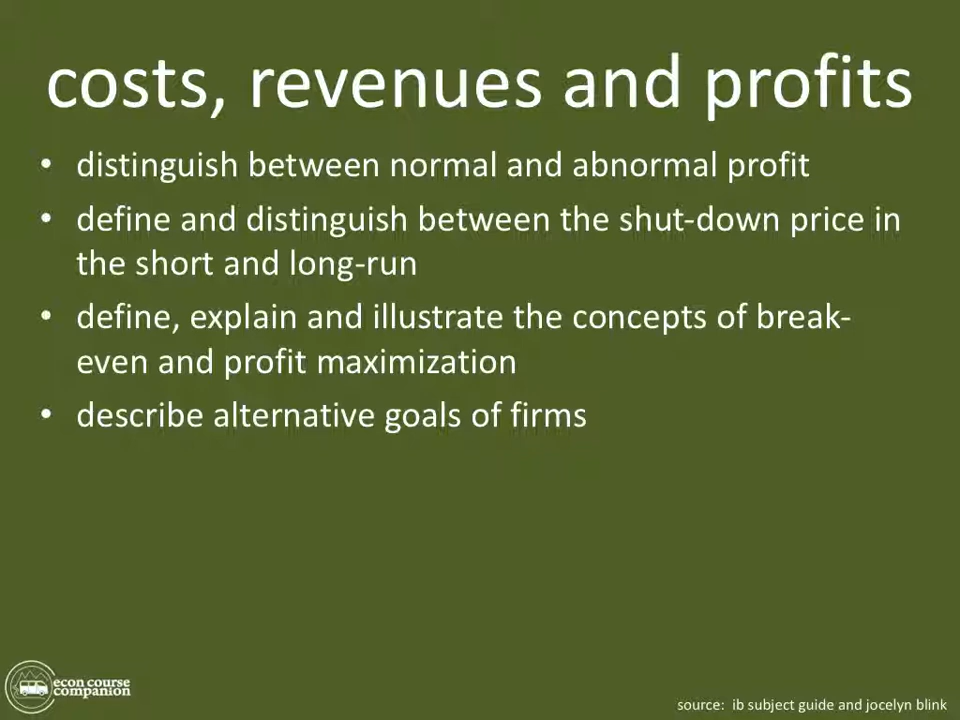 costs, revenues and profits
• distinguish between normal and abnormal profit
• define and distinguish between the shut-down price in
the short and long-run
• define, explain and illustrate the concepts of break-
even and profit maximization
• describe alternative goals of firms
econ course
companion
source: ib subject guide and jocelyn blink